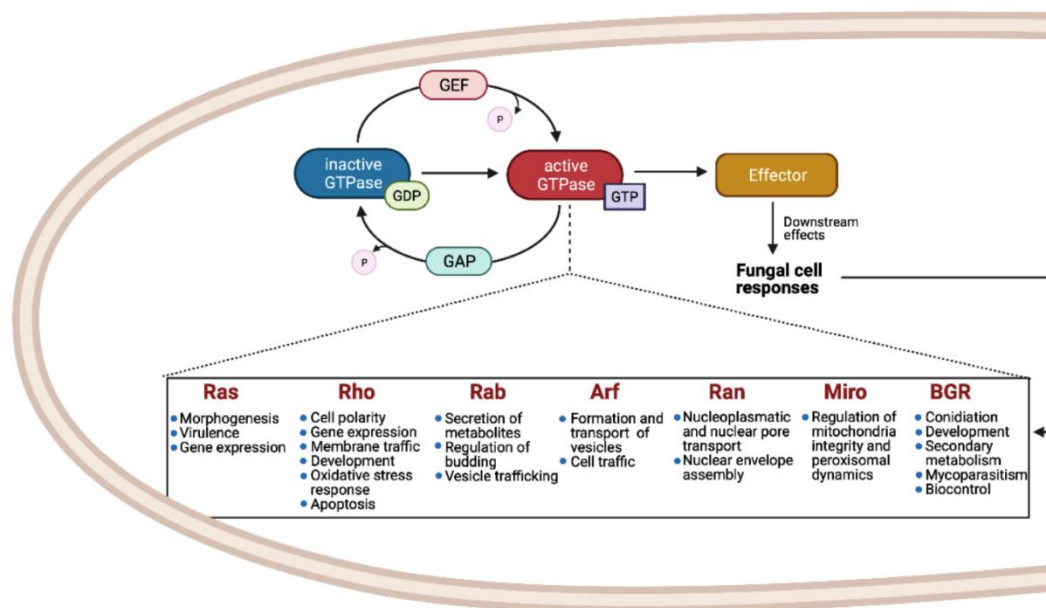 GEF
P
inactive
GTPase
GDP
active
GTPase
GTP
Effector
P
GAP
Downstream
effects
Fungal cell
responses
Ras
Morphogenesis
Virulence
Gene expression
Rho
Cell polarity
Gene expression
Membrane traffic
Development
Oxidative stress
response
Apoptosis
Rab
Secretion of
metabolites
Regulation of
budding
Vesicle trafficking
Arf
Formation and
transport of
vesicles
Cell traffic
Ran
Nucleoplasmatic
and nuclear pore
transport
Nuclear envelope
assembly
Miro
Regulation of
mitochondria
integrity and
peroxisomal
dynamics
BGR
Conidiation
Development
Secondary
metabolism
Mycoparasitism
Biocontrol